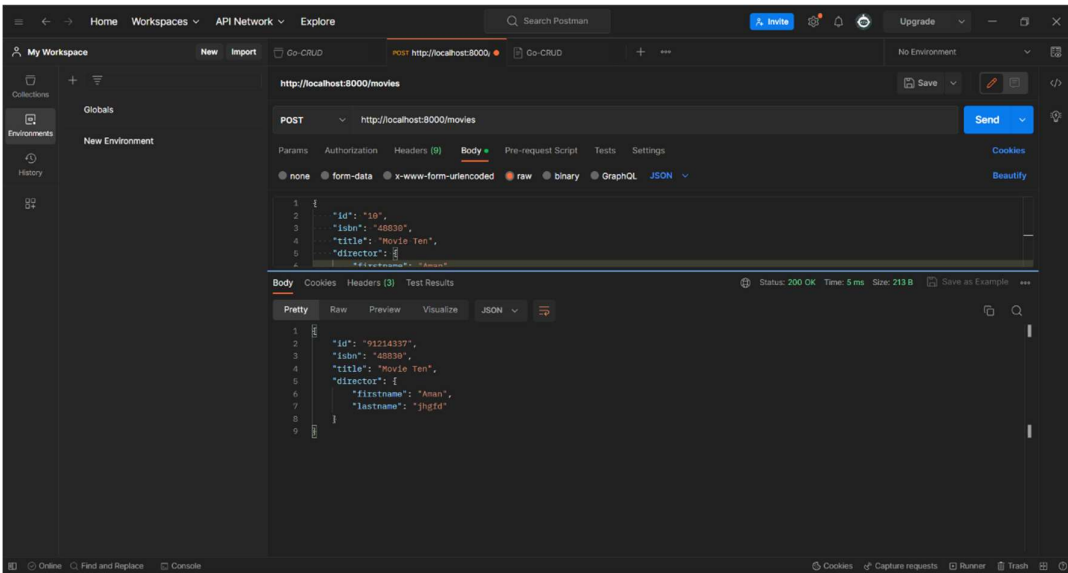 Home Workspaces API Network Explore Search Postman Invite Upgrade
My Workspace New Import Go-CRUD POST http://localhost:8000/ Go-CRUD No Environment
http://localhost:8000/movies Save
Collections
Globals
Environments
New Environment
History
POST http://localhost:8000/movies Send
Params Authorization Headers (9) Body Pre-request Script Tests Settings Cookies
none form-data x-www-form-urlencoded raw binary GraphQL JSON Beautify
1 {
2 "id": "10",
3 "isbn": "48830",
4 "title": "Movie Ten",
5 "director": {
6 "firstname": "Aman"
Body Cookies Headers (3) Test Results Status: 200 OK Time: 5 ms Size: 213 B Save as Example
Pretty Raw Preview Visualize JSON
1 {
2 "id": "91214337",
3 "isbn": "48830",
4 "title": "Movie Ten",
5 "director": {
6 "firstname": "Aman",
7 "lastname": "jhgfd"
8 }
9 }
Online Find and Replace Console Cookies Capture requests Runner Trash